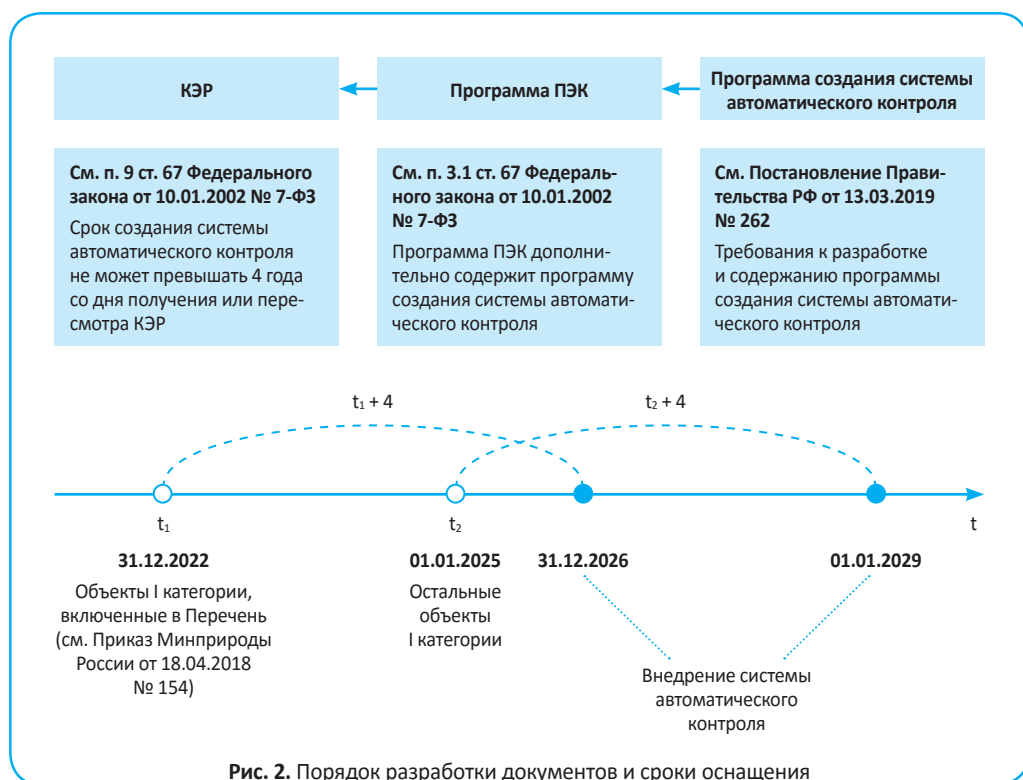 КЭР
Программа ПЭК
Программа создания системы
автоматического контроля
См. п. 9 ст. 67 Федерального
закона от 10.01.2002 № 7-ФЗ
Срок создания системы
автоматического контроля
не может превышать 4 года
со дня получения или пере-
смотра КЭР
См. п. 3.1 ст. 67 Федераль-
ного закона от 10.01.2002
№ 7-ФЗ
Программа ПЭК дополни-
тельно содержит программу
создания системы автомати-
ческого контроля
См. Постановление Прави-
тельства РФ от 13.03.2019
№ 262
Требования к разработке
и содержанию программы
создания системы автомати-
ческого контроля
t₁ + 4
t₂ + 4
t₁
t₂
t
31.12.2022
01.01.2025
31.12.2026
01.01.2029
Объекты I категории,
включенные в Перечень
(см. Приказ Минприроды
России от 18.04.2018
№ 154)
Остальные
объекты
I категории
Внедрение системы
автоматического
контроля
Рис. 2. Порядок разработки документов и сроки оснащения